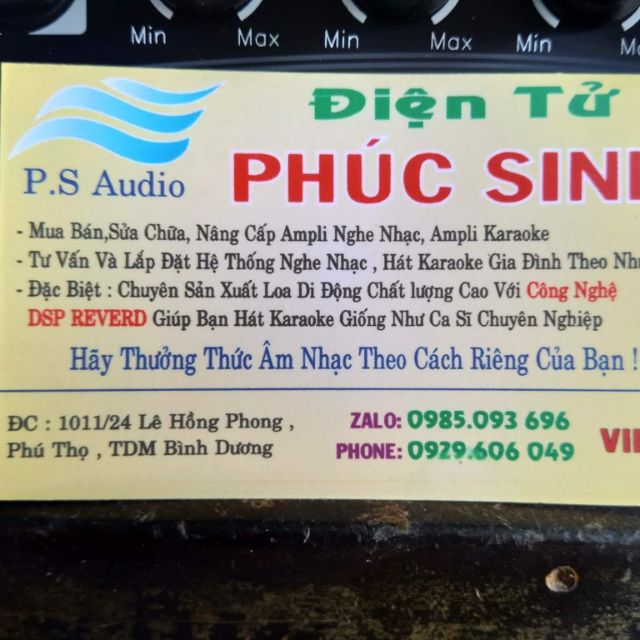 Min Max Min Max Min Max
Điện Tử
P.S Audio
PHÚC SINH
- Mua Bán,Sửa Chữa, Nâng Cấp Ampli Nghe Nhạc, Ampli Karaoke
- Tư Vấn Và Lắp Đặt Hệ Thống Nghe Nhạc , Hát Karaoke Gia Đình Theo
- Đặc Biệt : Chuyên Sản Xuất Loa Di Động Chất lượng Cao Với Công Nghệ
DSP REVERD Giúp Bạn Hát Karaoke Giống Như Ca Sĩ Chuyên Nghiệp
Hãy Thưởng Thức Âm Nhạc Theo Cách Riêng Của Bạn !
ĐC : 1011/24 Lê Hồng Phong ,
Phú Thọ , TDM Bình Dương
ZALO: 0985.093 696
PHONE: 0929.606 049